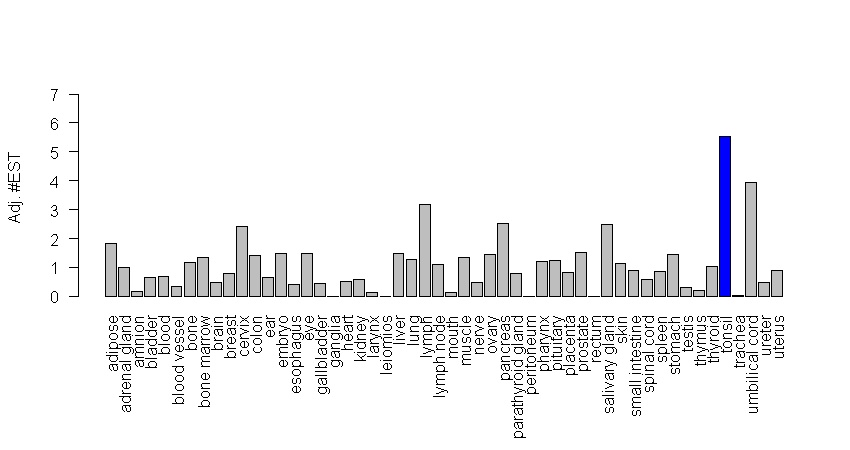 7
6
5
4
3
2
1
0
Adj. #EST
adipose
adrenal gland
amnion
bladder
blood
blood vessel
bone
bone marrow
brain
breast
cervix
colon
ear
embryo
esophagus
eye
gallbladder
ganglia
heart
kidney
larynx
leiomios
liver
lung
lymph
lymph node
mouth
muscle
nerve
ovary
pancreas
parathyroid gland
peritoneum
pharynx
pituitary
placenta
prostate
rectum
salivary gland
skin
small intestine
spinal cord
spleen
stomach
testis
thymus
thyroid
tonsil
trachea
umbilical cord
ureter
uterus